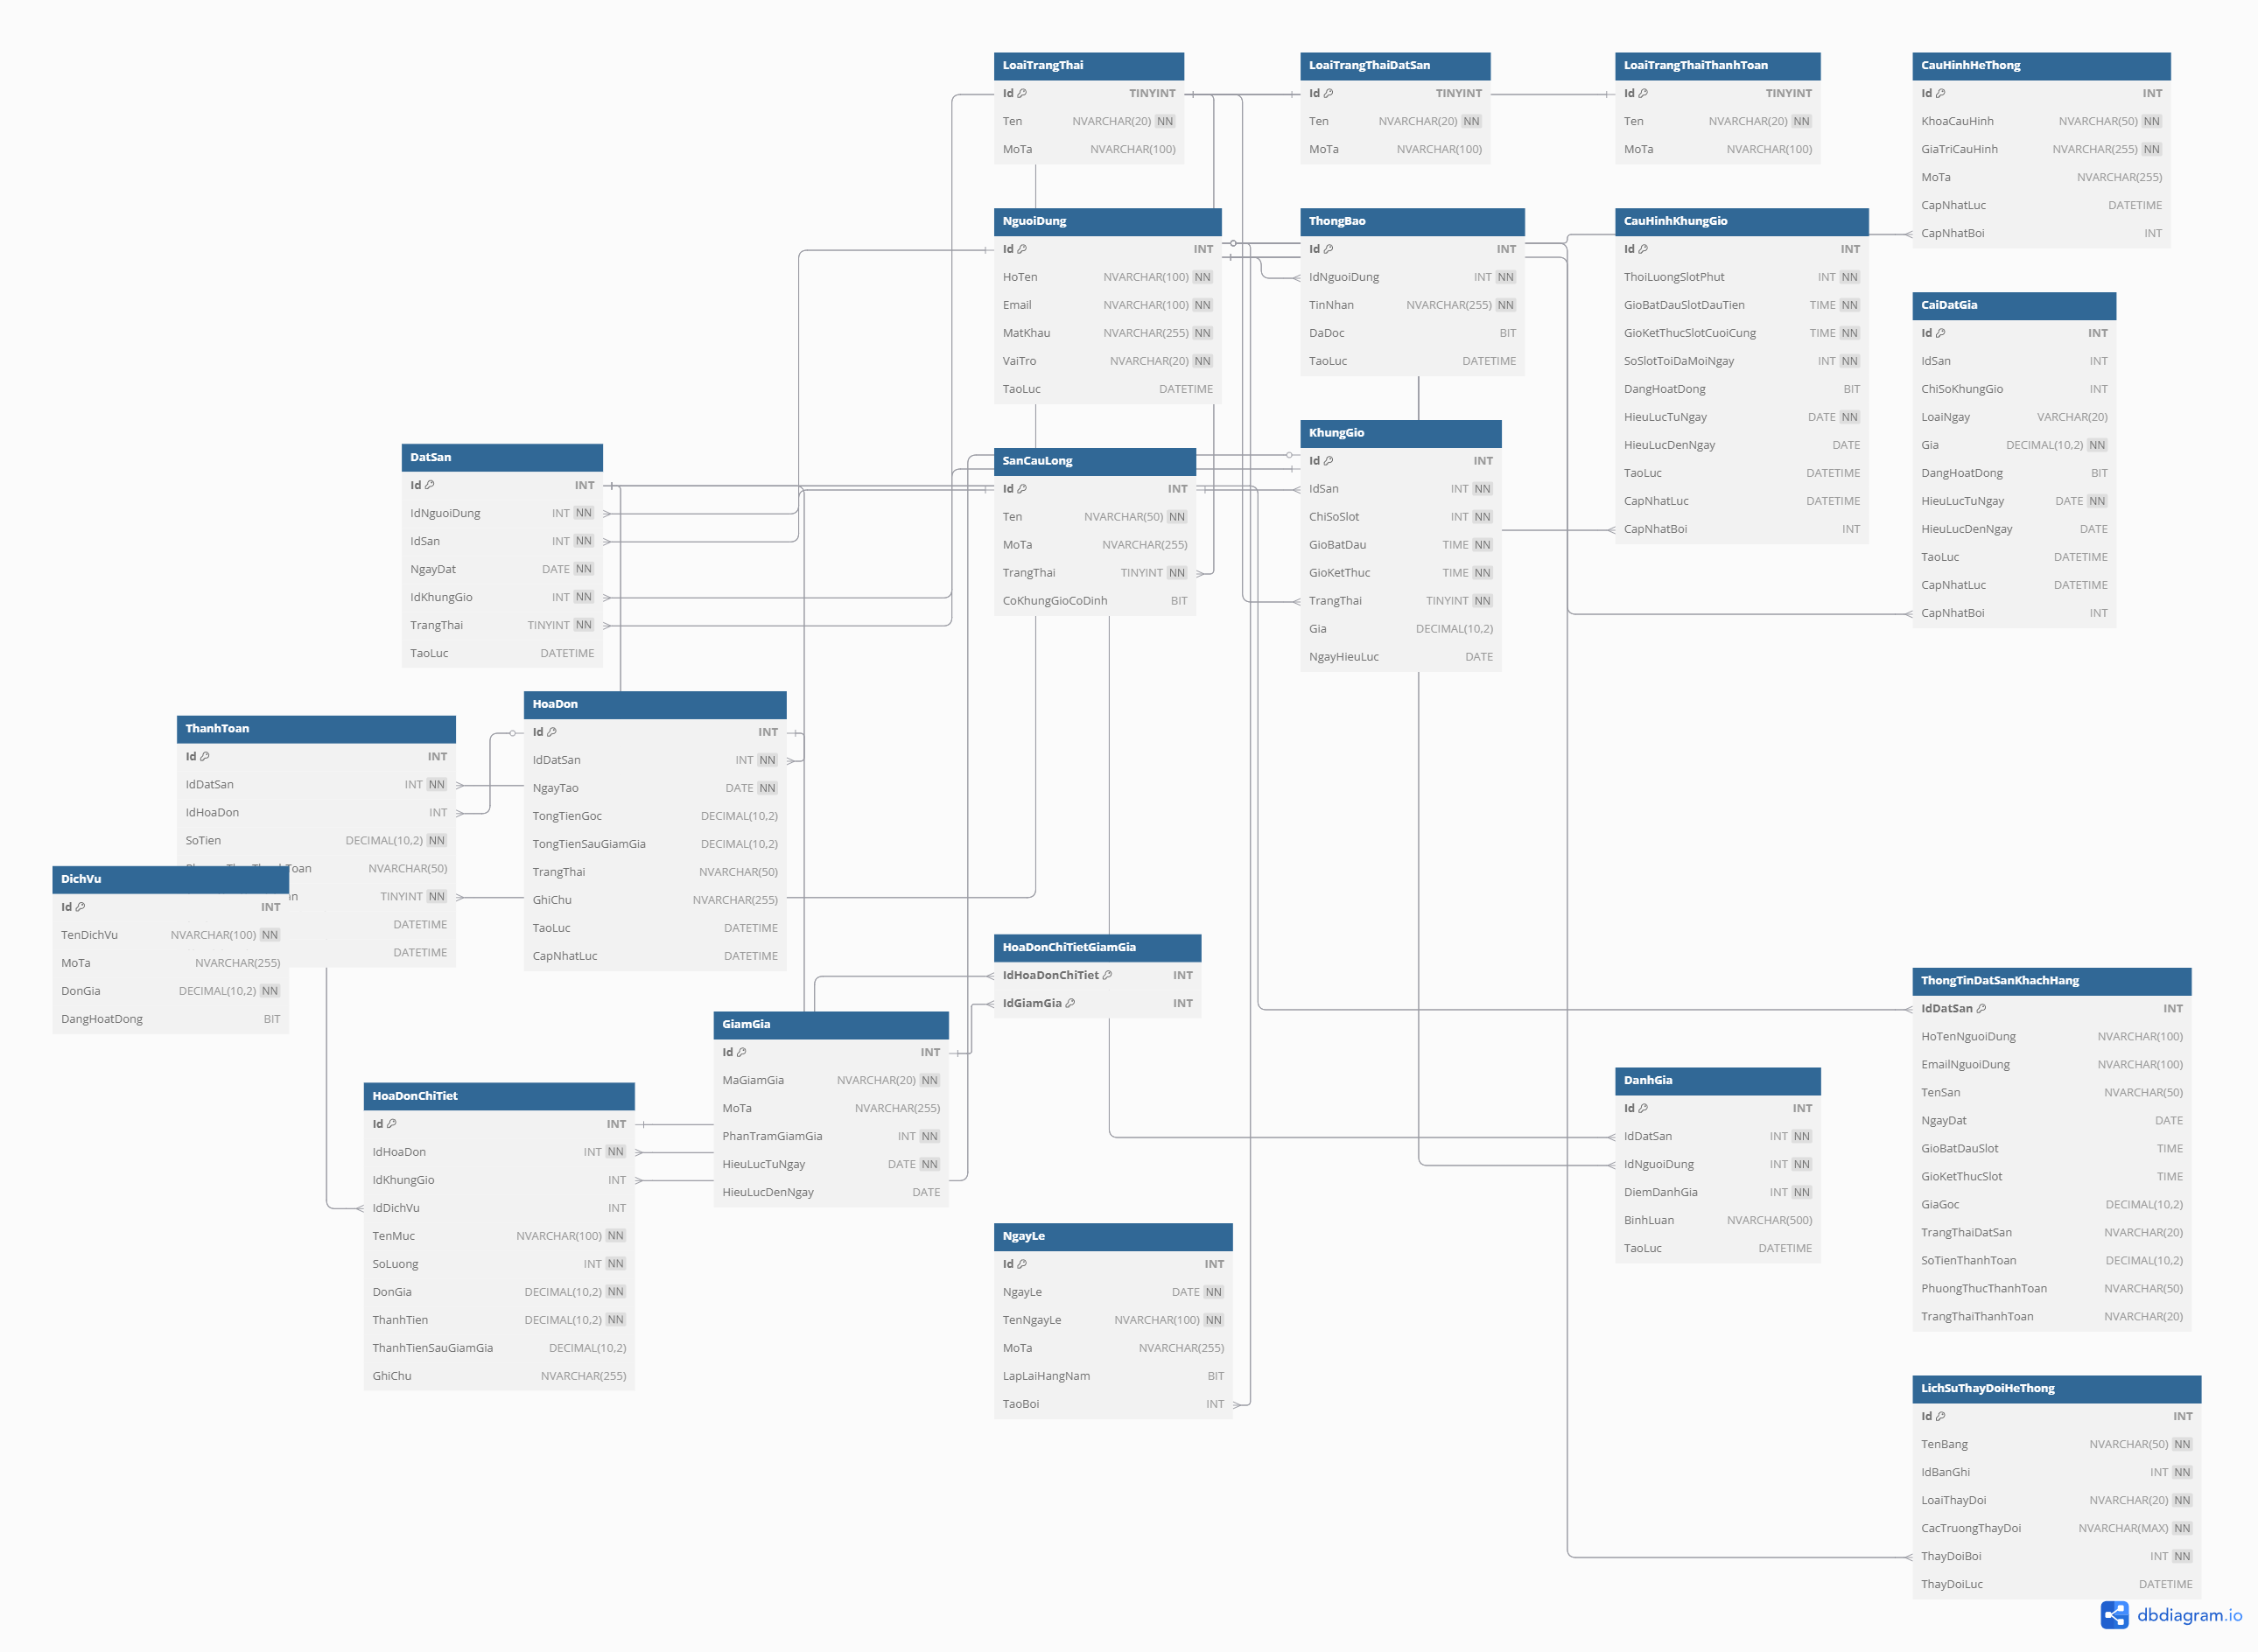 LoaiTrangThai
Id TINYINT
Ten NVARCHAR(20) NN
MoTa NVARCHAR(100)
LoaiTrangThaiDatSan
Id TINYINT
Ten NVARCHAR(20) NN
MoTa NVARCHAR(100)
LoaiTrangThaiThanhToan
Id TINYINT
Ten NVARCHAR(20) NN
MoTa NVARCHAR(100)
CauHinhHeThong
Id INT
KhoaCauHinh NVARCHAR(50) NN
GiaTriCauHinh NVARCHAR(255) NN
MoTa NVARCHAR(255)
CapNhatLuc DATETIME
CapNhatBoi INT
NguoiDung
Id INT
HoTen NVARCHAR(100) NN
Email NVARCHAR(100) NN
MatKhau NVARCHAR(255) NN
VaiTro NVARCHAR(20) NN
TaoLuc DATETIME
ThongBao
Id INT
IdNguoiDung INT NN
TinNhan NVARCHAR(255) NN
DaDoc BIT
TaoLuc DATETIME
CauHinhKhungGio
Id INT
ThoiLuongSlotPhut INT NN
GioBatDauSlotDauTien TIME NN
GioKetThucSlotCuoiCung TIME NN
SoSlotToiDaMoiNgay INT NN
DangHoatDong BIT
HieuLucTuNgay DATE NN
HieuLucDenNgay DATE
TaoLuc DATETIME
CapNhatLuc DATETIME
CapNhatBoi INT
CaiDatGia
Id INT
IdSan INT
ChiSoKhungGio INT
LoaiNgay VARCHAR(20)
Gia DECIMAL(10,2) NN
DangHoatDong BIT
HieuLucTuNgay DATE NN
HieuLucDenNgay DATE
TaoLuc DATETIME
CapNhatLuc DATETIME
CapNhatBoi INT
DatSan
Id INT
IdNguoiDung INT NN
IdSan INT NN
NgayDat DATE NN
IdKhungGio INT NN
TrangThai TINYINT NN
TaoLuc DATETIME
SanCauLong
Id INT
Ten NVARCHAR(50) NN
MoTa NVARCHAR(255)
TrangThai TINYINT NN
CoKhungGioCoDinh BIT
KhungGio
Id INT
IdSan INT NN
ChiSoSlot INT NN
GioBatDau TIME NN
GioKetThuc TIME NN
TrangThai TINYINT NN
Gia DECIMAL(10,2)
NgayHieuLuc DATE
ThanhToan
Id INT
IdDatSan INT NN
IdHoaDon INT
SoTien DECIMAL(10,2) NN
NVARCHAR(50)
TINYINT NN
DATETIME
DATETIME
HoaDon
Id INT
IdDatSan INT NN
NgayTao DATE NN
TongTienGoc DECIMAL(10,2)
TongTienSauGiamGia DECIMAL(10,2)
TrangThai NVARCHAR(50)
GhiChu NVARCHAR(255)
TaoLuc DATETIME
CapNhatLuc DATETIME
DichVu
Id INT
TenDichVu NVARCHAR(100) NN
MoTa NVARCHAR(255)
DonGia DECIMAL(10,2) NN
DangHoatDong BIT
HoaDonChiTietGiamGia
IdHoaDonChiTiet INT
IdGiamGia INT
GiamGia
Id INT
MaGiamGia NVARCHAR(20) NN
MoTa NVARCHAR(255)
PhanTramGiamGia INT NN
HieuLucTuNgay DATE NN
HieuLucDenNgay DATE
HoaDonChiTiet
Id INT
IdHoaDon INT NN
IdKhungGio INT
IdDichVu INT
TenMuc NVARCHAR(100) NN
SoLuong INT NN
DonGia DECIMAL(10,2) NN
ThanhTien DECIMAL(10,2) NN
ThanhTienSauGiamGia DECIMAL(10,2)
GhiChu NVARCHAR(255)
NgayLe
Id INT
NgayLe DATE NN
TenNgayLe NVARCHAR(100) NN
MoTa NVARCHAR(255)
LapLaiHangNam BIT
TaoBoi INT
DanhGia
Id INT
IdDatSan INT NN
IdNguoiDung INT NN
DiemDanhGia INT NN
BinhLuan NVARCHAR(500)
TaoLuc DATETIME
ThongTinDatSanKhachHang
IdDatSan INT
HoTenNguoiDung NVARCHAR(100)
EmailNguoiDung NVARCHAR(100)
TenSan NVARCHAR(50)
NgayDat DATE
GioBatDauSlot TIME
GioKetThucSlot TIME
GiaGoc DECIMAL(10,2)
TrangThaiDatSan NVARCHAR(20)
SoTienThanhToan DECIMAL(10,2)
PhuongThucThanhToan NVARCHAR(50)
TrangThaiThanhToan NVARCHAR(20)
LichSuThayDoiHeThong
Id INT
TenBang NVARCHAR(50) NN
IdBanGhi INT NN
LoaiThayDoi NVARCHAR(20) NN
CacTruongThayDoi NVARCHAR(MAX) NN
ThayDoiBoi INT NN
ThayDoiLuc DATETIME
dbdiagram.io